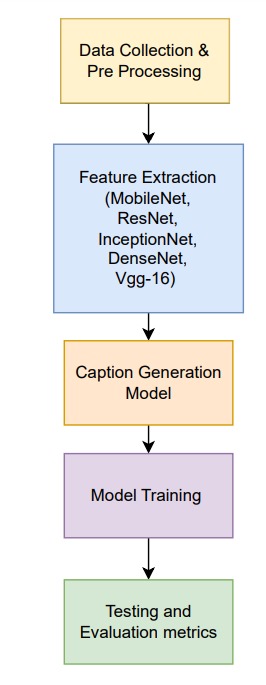 Data Collection &
Pre Processing
Feature Extraction
(MobileNet,
ResNet,
InceptionNet,
DenseNet,
Vgg-16)
Caption Generation
Model
Model Training
Testing and
Evaluation metrics